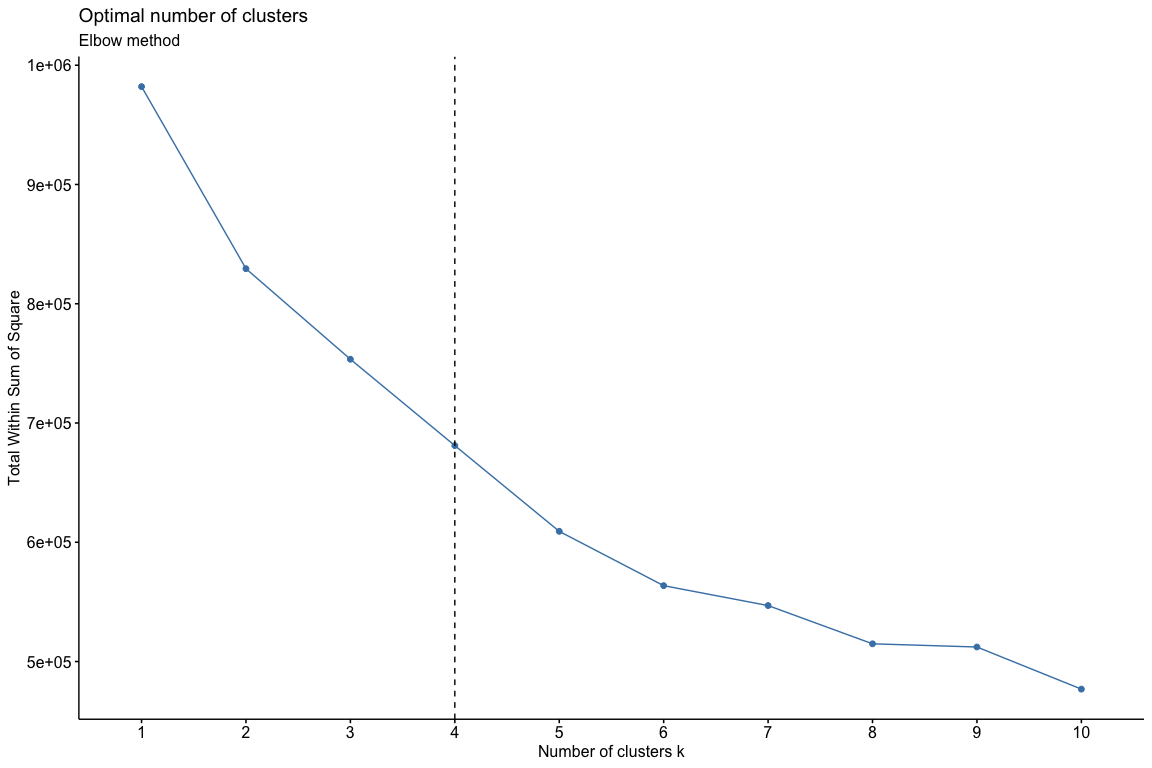 Optimal number of clusters
Elbow method
1e+06
9e+05
8e+05
7e+05
6e+05
5e+05
Total Within Sum of Square
1 2 3 4 5 6 7 8 9 10
Number of clusters k